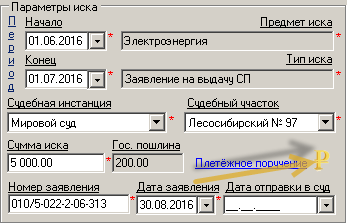 Параметры иска
Период
Начало Предмет иска
01.06.2016 * Электроэнергия *
Конец Тип иска
01.07.2016 * Заявление на выдачу СП *
Судебная инстанция Судебный участок
Мировой суд * Лесосибирский № 97 *
Сумма иска Гос. пошлина
5 000.00 * 200.00 Платёжное поручение Р
Номер заявления Дата заявления Дата отправки в суд
010/5-022-2-06-313 * 30.08.2016 * __.__.____